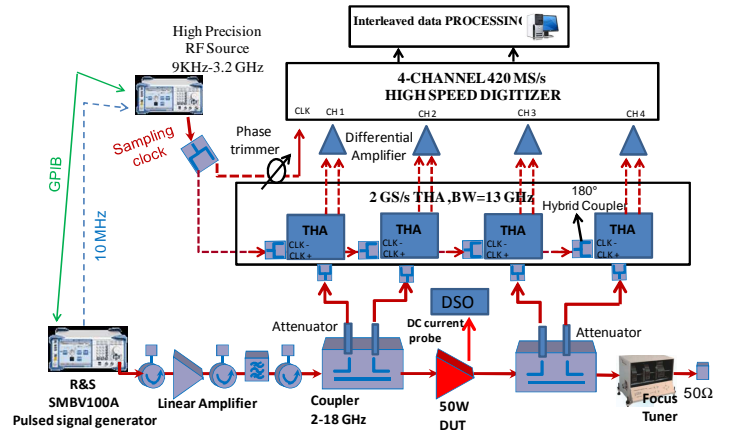 Interleaved data PROCESSING
High Precision
RF Source
9KHz-3.2 GHz
4-CHANNEL 420 MS/s
HIGH SPEED DIGITIZER
CLK
CH 1
CH 2
CH 3
CH 4
Sampling
clock
Phase
trimmer
Differential
Amplifier
GPIB
10 MHz
2 GS/s THA ,BW=13 GHz
180°
Hybrid Coupler
THA
CLK -
CLK +
THA
CLK -
CLK +
THA
CLK -
CLK +
THA
CLK -
CLK +
DSO
Attenuator
DC current
probe
Attenuator
R&S
SMBV100A
Pulsed signal generator
Linear Amplifier
Coupler
2-18 GHz
50W
DUT
Focus
Tuner
50Ω